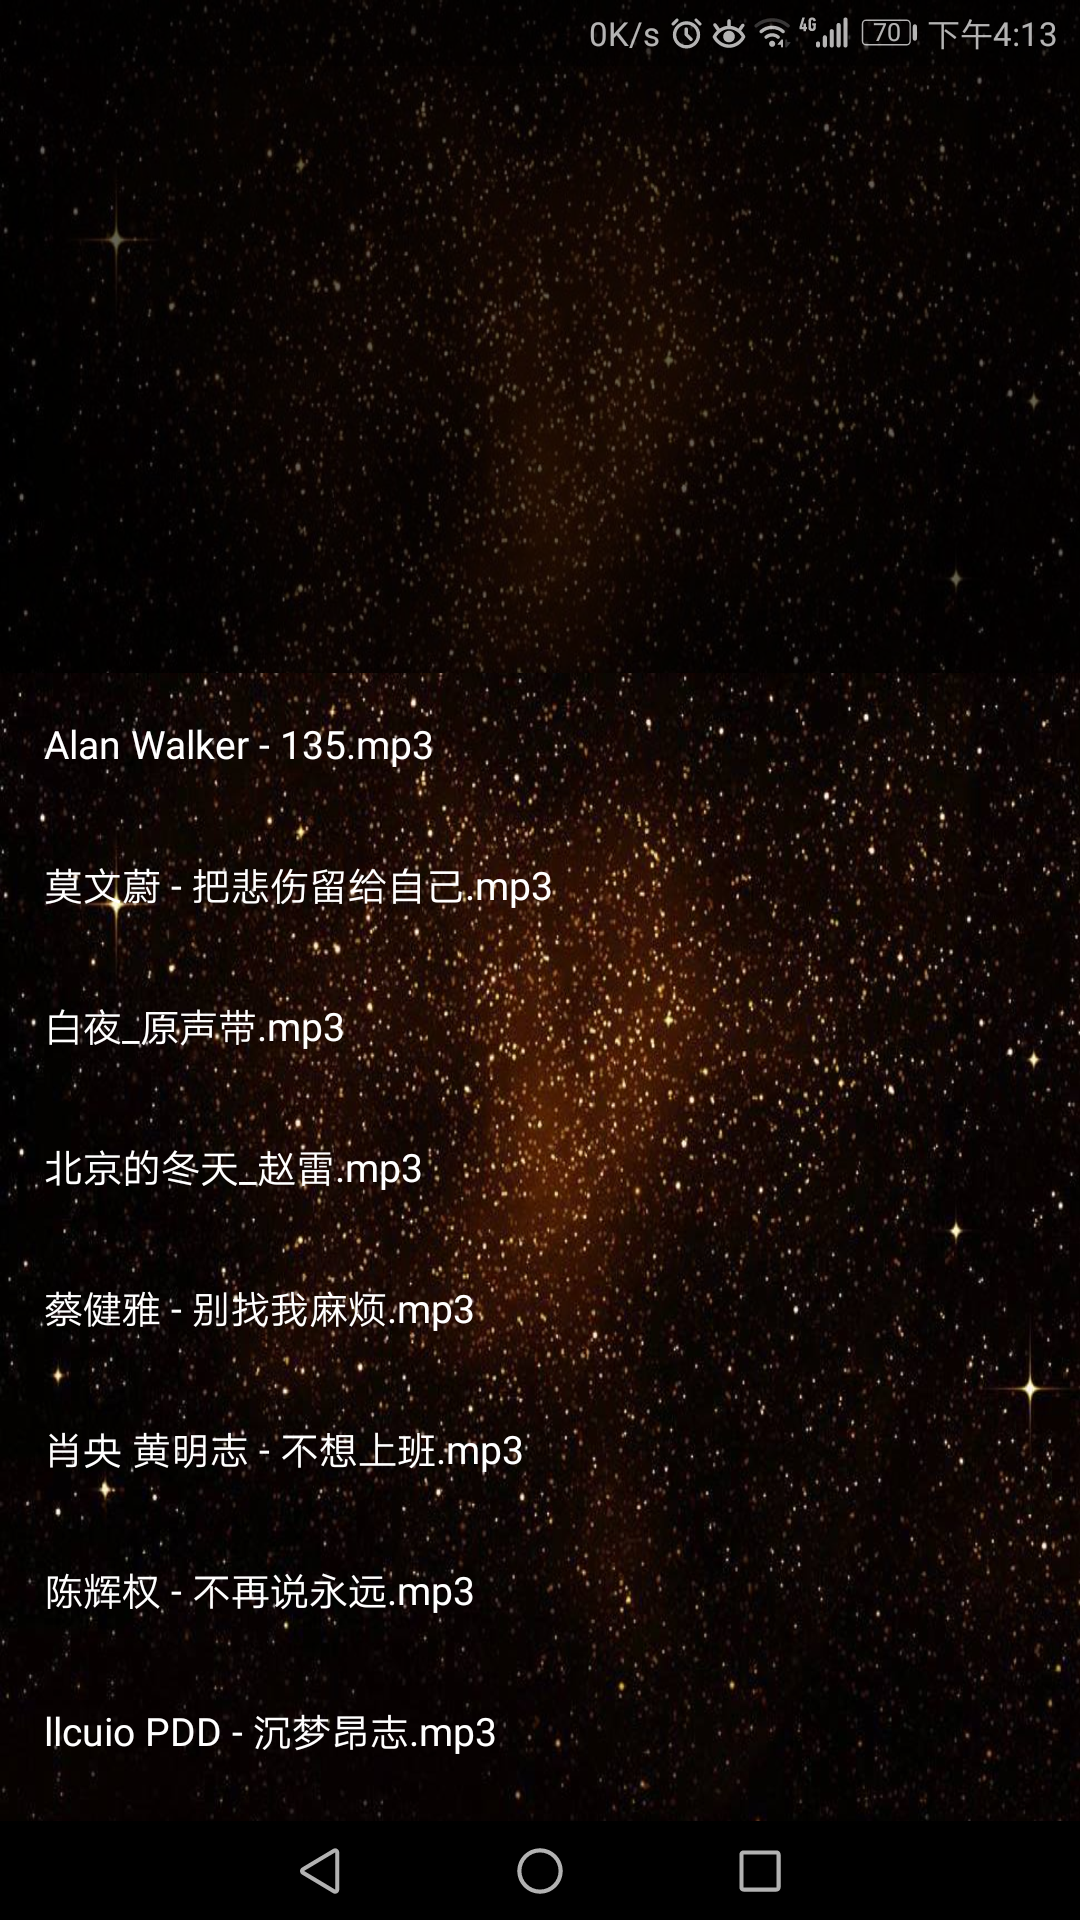 0K/s 4G 70 下午4:13
Alan Walker - 135.mp3
莫文蔚 - 把悲伤留给自己.mp3
白夜_原声带.mp3
北京的冬天_赵雷.mp3
蔡健雅 - 别找我麻烦.mp3
肖央 黄明志 - 不想上班.mp3
陈辉权 - 不再说永远.mp3
llcuio PDD - 沉梦昂志.mp3